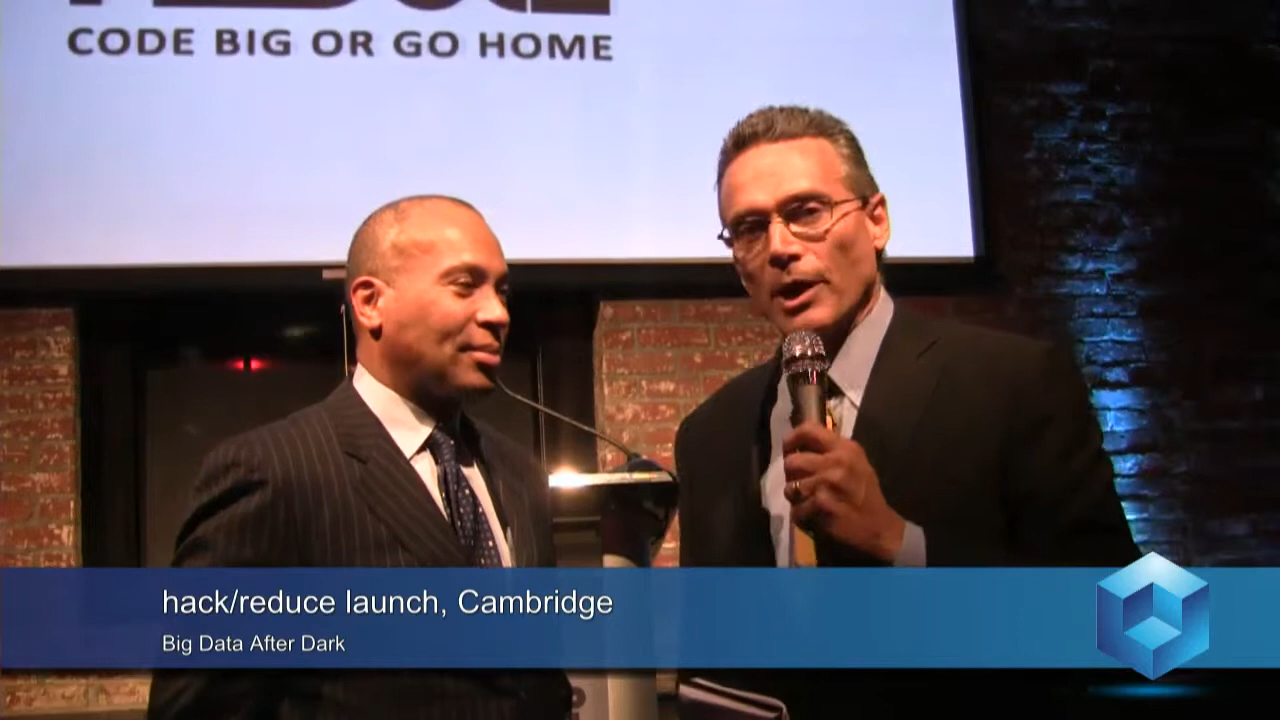 CODE BIG OR GO HOME
hack/reduce launch, Cambridge
Big Data After Dark